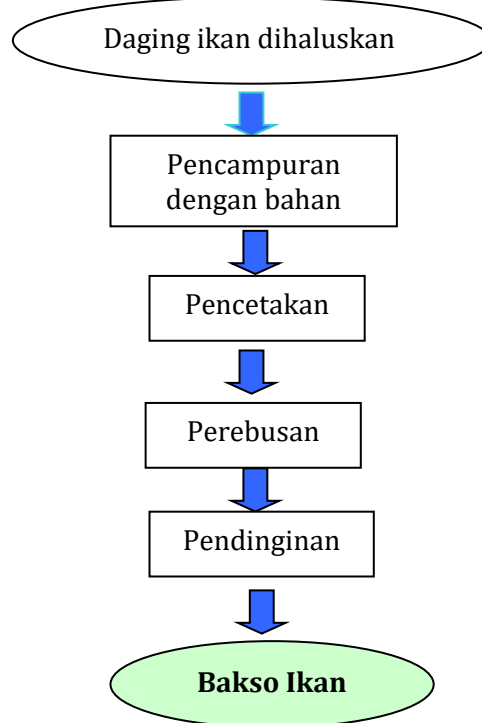 Daging ikan dihaluskan
Pencampuran
dengan bahan
Pencetakan
Perebusan
Pendinginan
Bakso Ikan